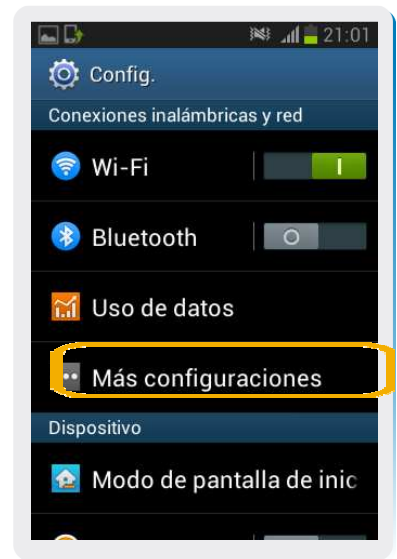 21:01
Config.
Conexiones inalámbricas y red
Wi-Fi
Bluetooth
Uso de datos
Más configuraciones
Dispositivo
Modo de pantalla de inic